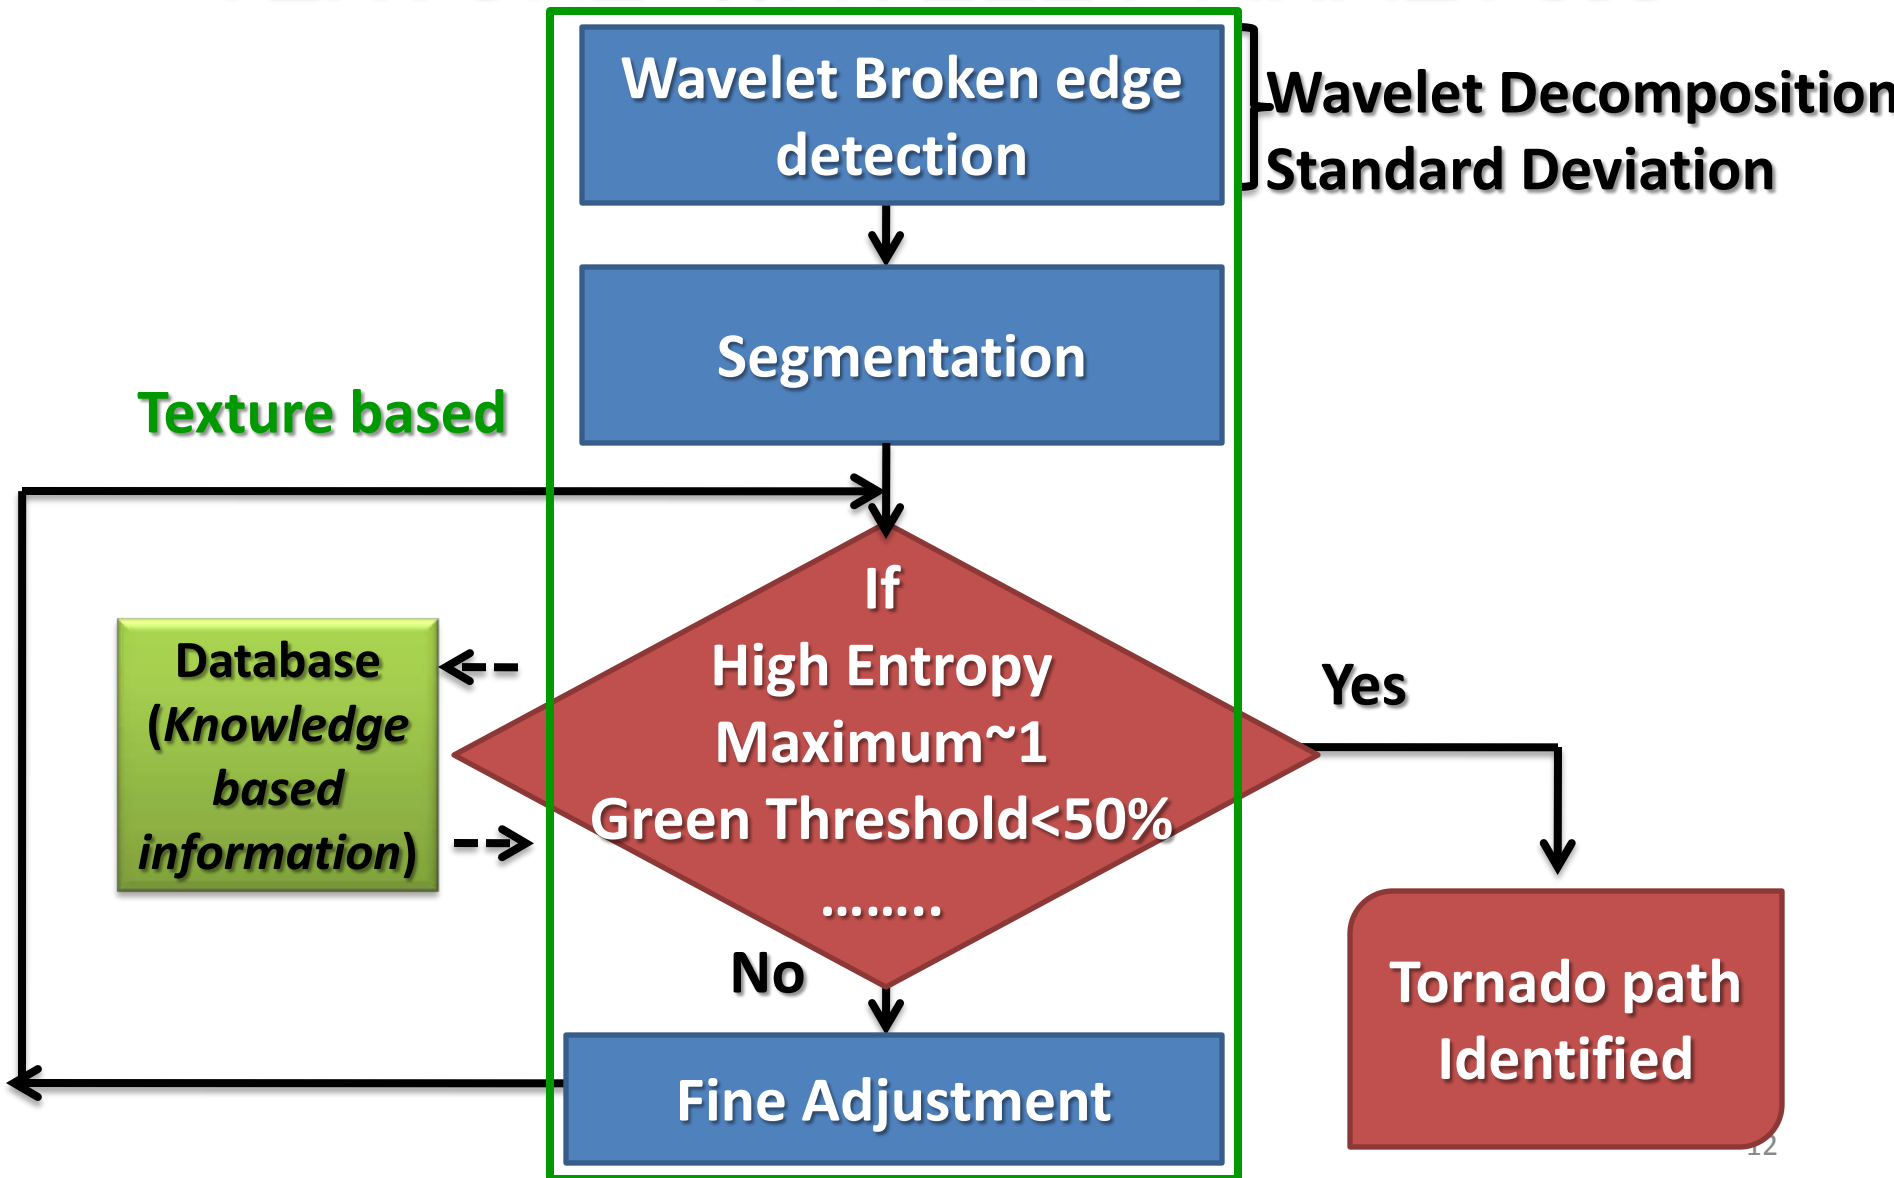 Wavelet Broken edge
detection
Wavelet Decomposition
Standard Deviation
Segmentation
Texture based
If
High Entropy
Maximum~1
Green Threshold<50%
........
Database
(Knowledge
based
information)
Yes
No
Tornado path
Identified
Fine Adjustment
12